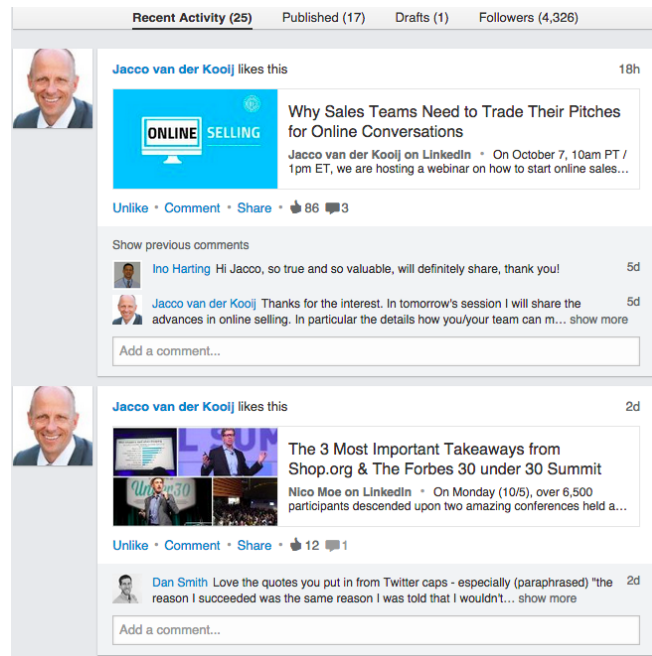 Recent Activity (25) Published (17) Drafts (1) Followers (4,326)
Jacco van der Kooij likes this 18h
ONLINE SELLING
Why Sales Teams Need to Trade Their Pitches
for Online Conversations
Jacco van der Kooij on LinkedIn • On October 7, 10am PT /
1pm ET, we are hosting a webinar on how to start online sales...
Unlike • Comment • Share • 86 3
Show previous comments
Ino Harting Hi Jacco, so true and so valuable, will definitely share, thank you! 5d
Jacco van der Kooij Thanks for the interest. In tomorrow's session I will share the 5d
advances in online selling. In particular the details how you/your team can m... show more
Add a comment...
Jacco van der Kooij likes this 2d
SUM
Under30
The 3 Most Important Takeaways from
Shop.org & The Forbes 30 under 30 Summit
Nico Moe on LinkedIn • On Monday (10/5), over 6,500
participants descended upon two amazing conferences held a...
Unlike • Comment • Share • 12 1
Dan Smith Love the quotes you put in from Twitter caps - especially (paraphrased) "the 2d
reason I succeeded was the same reason I was told that I wouldn't... show more
Add a comment...